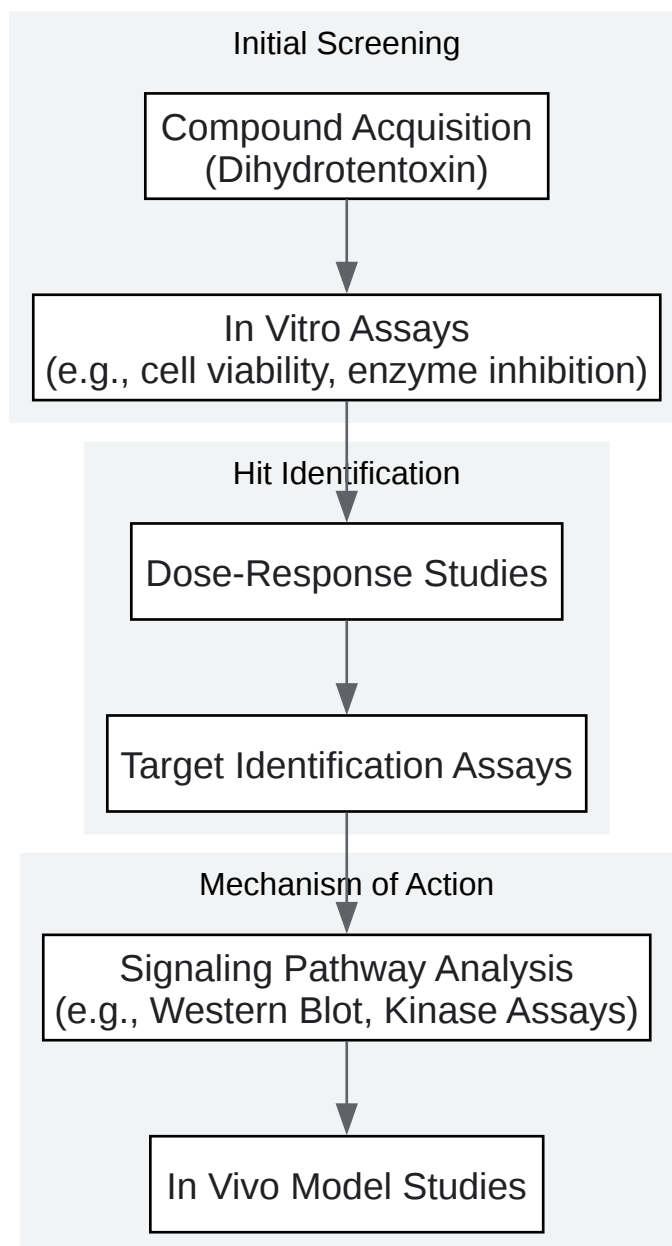 Initial Screening
Compound Acquisition
(Dihydrotentoxin)
In Vitro Assays
(e.g., cell viability, enzyme inhibition)
Hit Identification
Dose-Response Studies
Target Identification Assays
Mechanism of Action
Signaling Pathway Analysis
(e.g., Western Blot, Kinase Assays)
In Vivo Model Studies